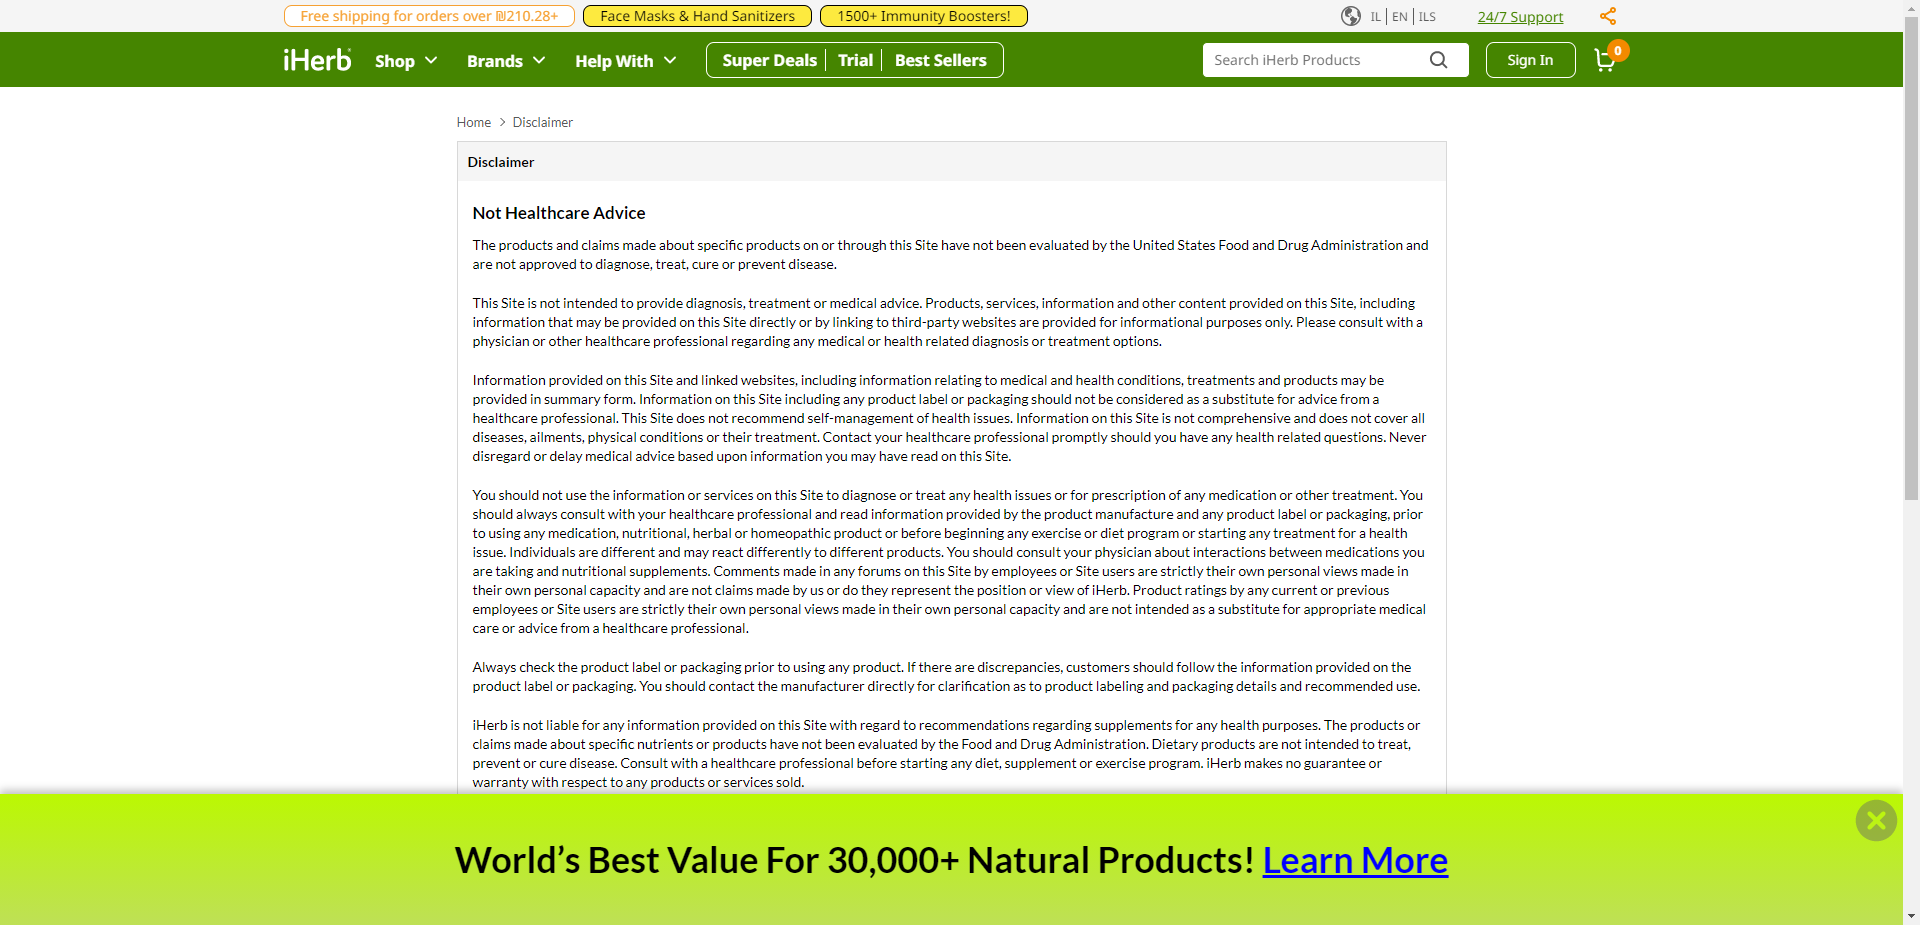 Free shipping for orders over ₪210.28+ Face Masks & Hand Sanitizers 1500+ Immunity Boosters! IL EN ILS 24/7 Support
iHerb Shop Brands Help With Super Deals Trial Best Sellers Search iHerb Products Sign In 0
Home Disclaimer
Disclaimer
Not Healthcare Advice
The products and claims made about specific products on or through this Site have not been evaluated by the United States Food and Drug Administration and
are not approved to diagnose, treat, cure or prevent disease.
This Site is not intended to provide diagnosis, treatment or medical advice. Products, services, information and other content provided on this Site, including
information that may be provided on this Site directly or by linking to third-party websites are provided for informational purposes only. Please consult with a
physician or other healthcare professional regarding any medical or health related diagnosis or treatment options.
Information provided on this Site and linked websites, including information relating to medical and health conditions, treatments and products may be
provided in summary form. Information on this Site including any product label or packaging should not be considered as a substitute for advice from a
healthcare professional. This Site does not recommend self-management of health issues. Information on this Site is not comprehensive and does not cover all
diseases, ailments, physical conditions or their treatment. Contact your healthcare professional promptly should you have any health related questions. Never
disregard or delay medical advice based upon information you may have read on this Site.
You should not use the information or services on this Site to diagnose or treat any health issues or for prescription of any medication or other treatment. You
should always consult with your healthcare professional and read information provided by the product manufacture and any product label or packaging, prior
to using any medication, nutritional, herbal or homeopathic product or before beginning any exercise or diet program or starting any treatment for a health
issue. Individuals are different and may react differently to different products. You should consult your physician about interactions between medications you
are taking and nutritional supplements. Comments made in any forums on this Site by employees or Site users are strictly their own personal views made in
their own personal capacity and are not claims made by us or do they represent the position or view of iHerb. Product ratings by any current or previous
employees or Site users are strictly their own personal views made in their own personal capacity and are not intended as a substitute for appropriate medical
care or advice from a healthcare professional.
Always check the product label or packaging prior to using any product. If there are discrepancies, customers should follow the information provided on the
product label or packaging. You should contact the manufacturer directly for clarification as to product labeling and packaging details and recommended use.
iHerb is not liable for any information provided on this Site with regard to recommendations regarding supplements for any health purposes. The products or
claims made about specific nutrients or products have not been evaluated by the Food and Drug Administration. Dietary products are not intended to treat,
prevent or cure disease. Consult with a healthcare professional before starting any diet, supplement or exercise program. iHerb makes no guarantee or
warranty with respect to any products or services sold.
World’s Best Value For 30,000+ Natural Products! Learn More